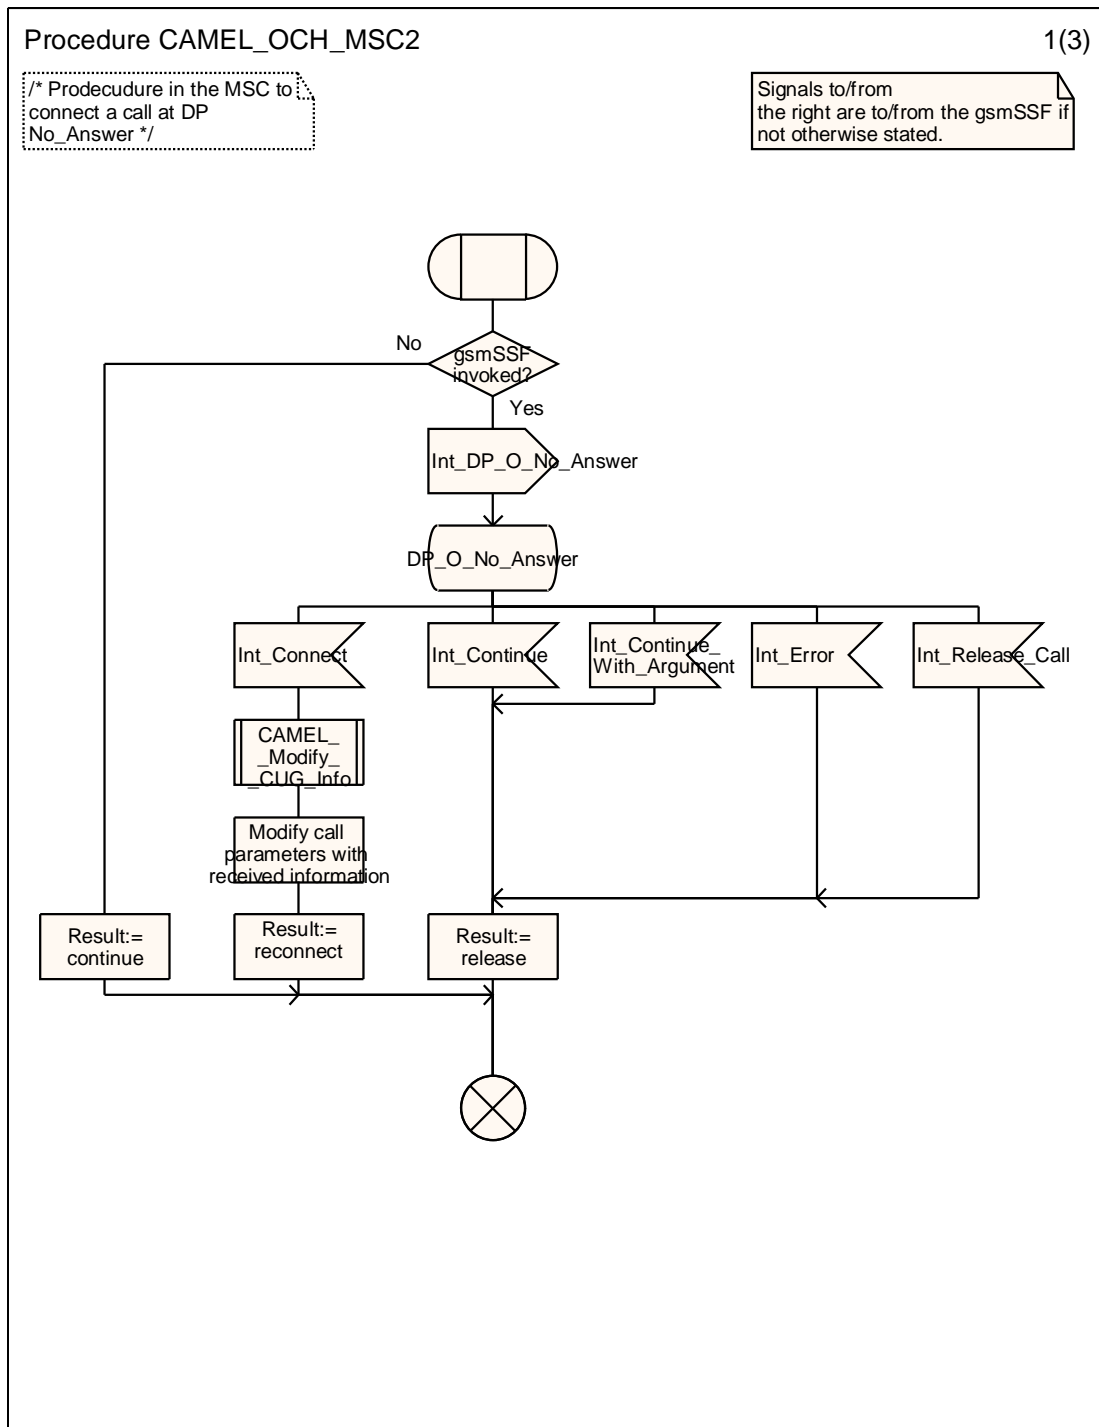 Procedure CAMEL_OCH_MSC2
1(3)
/* Prodecudure in the MSC to
connect a call at DP
No_Answer */
Signals to/from
the right are to/from the gsmSSF if
not otherwise stated.
No
gsmSSF
invoked?
Yes
Int_DP_O_No_Answer
DP_O_No_Answer
Int_Connect
Int_Continue
Int_Continue_
With_Argument
Int_Error
Int_Release_Call
CAMEL_
_Modify_
_CUG_Info
Modify call
parameters with
received information
Result:=
continue
Result:=
reconnect
Result:=
release